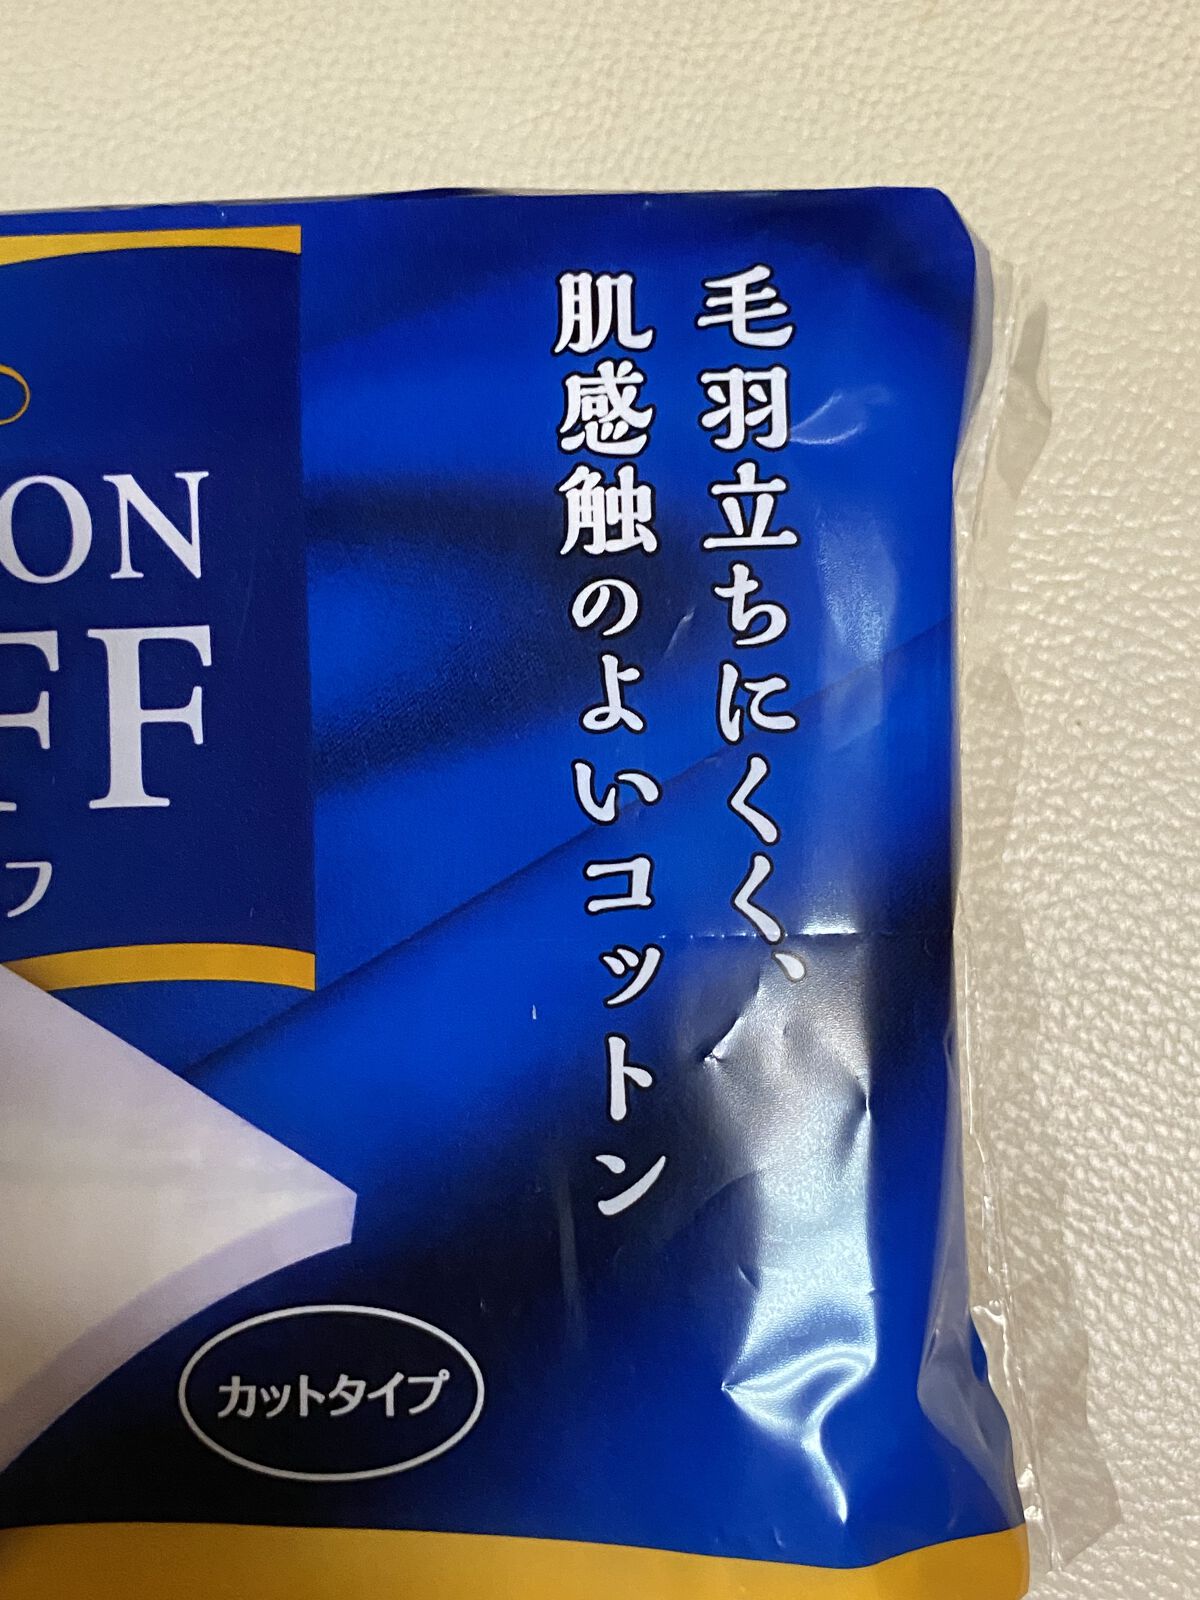 毛羽立ちにくく、
肌感触のよいコットン
ON
FF
フ
カットタイプ